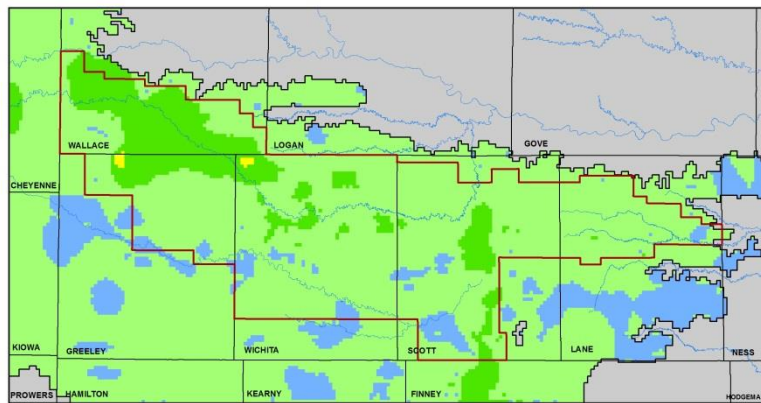 WALLACE
LOGAN
GOVE
CHEYENNE
KIOWA
GREELEY
WICHITA
SCOTT
LANE
NESS
PROWERS
HAMILTON
KEARNY
FINNEY
HODGEMA